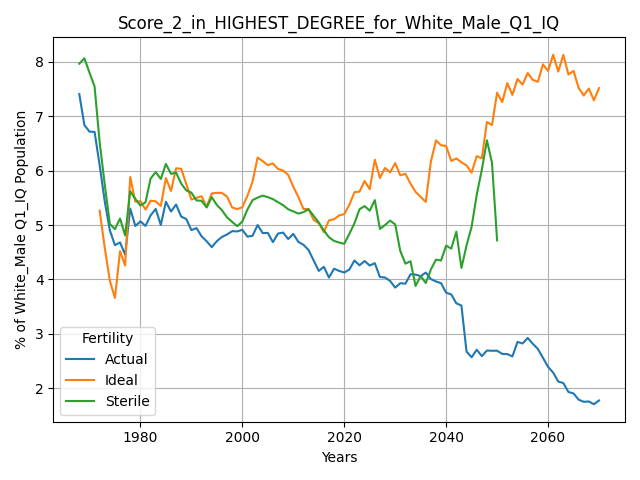 Score_2_in_HIGHEST_DEGREE_for_White_Male_Q1_IQ
% of White_Male Q1_IQ Population
8
7
6
5
4
3
2
Fertility
Actual
Ideal
Sterile
1980 2000 2020 2040 2060
Years